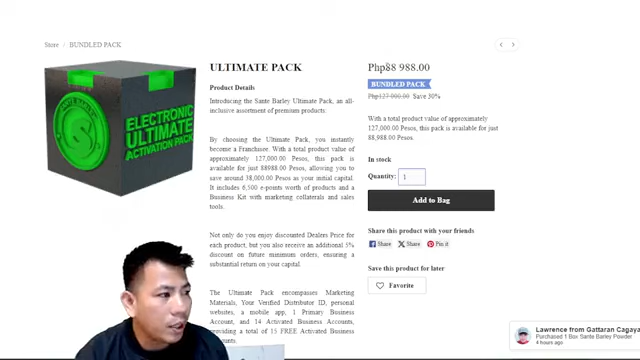 Store / BUNDLED PACK
SANTE BARLEY
ELECTRONIC
ULTIMATE
ACTIVATION PACK
ULTIMATE PACK
Product Details
Introducing the Sante Barley Ultimate Pack, an all-
inclusive assortment of premium products.
By choosing the Ultimate Pack, you instantly
become a Franchisee. With a total product value of
approximately 127,000.00 Pesos, this pack is
available for just 88988.00 Pesos, allowing you to
save around 38,000.00 Pesos as your initial capital.
It includes 6,500 e-points worth of products and a
Business Kit with marketing collaterals and sales
tools.
Not only do you enjoy discounted Dealers Price for
each product, but you also receive an additional 5%
discount on future minimum orders, ensuring a
substantial return on your capital.
The Ultimate Pack encompasses Marketing
Materials, Your Verified Distributor ID, personal
websites, a mobile app, 1 Primary Business
Account, and 14 Activated Business Accounts,
providing a total of 15 FREE Activated Business
Accounts.
Php88 988.00
BUNDLED PACK
Php127 000.00 Save 30%
With a total product value of approximately
127,000.00 Pesos, this pack is available for just
88,988.00 Pesos.
In stock
Quantity: 1
Add to Bag
Share this product with your friends
Share Share Pin it
Save this product for later
Favorite
Lawrence from Gattaran Cagaya
Purchased 1 Box Sante Barley Powder
4 hours ago